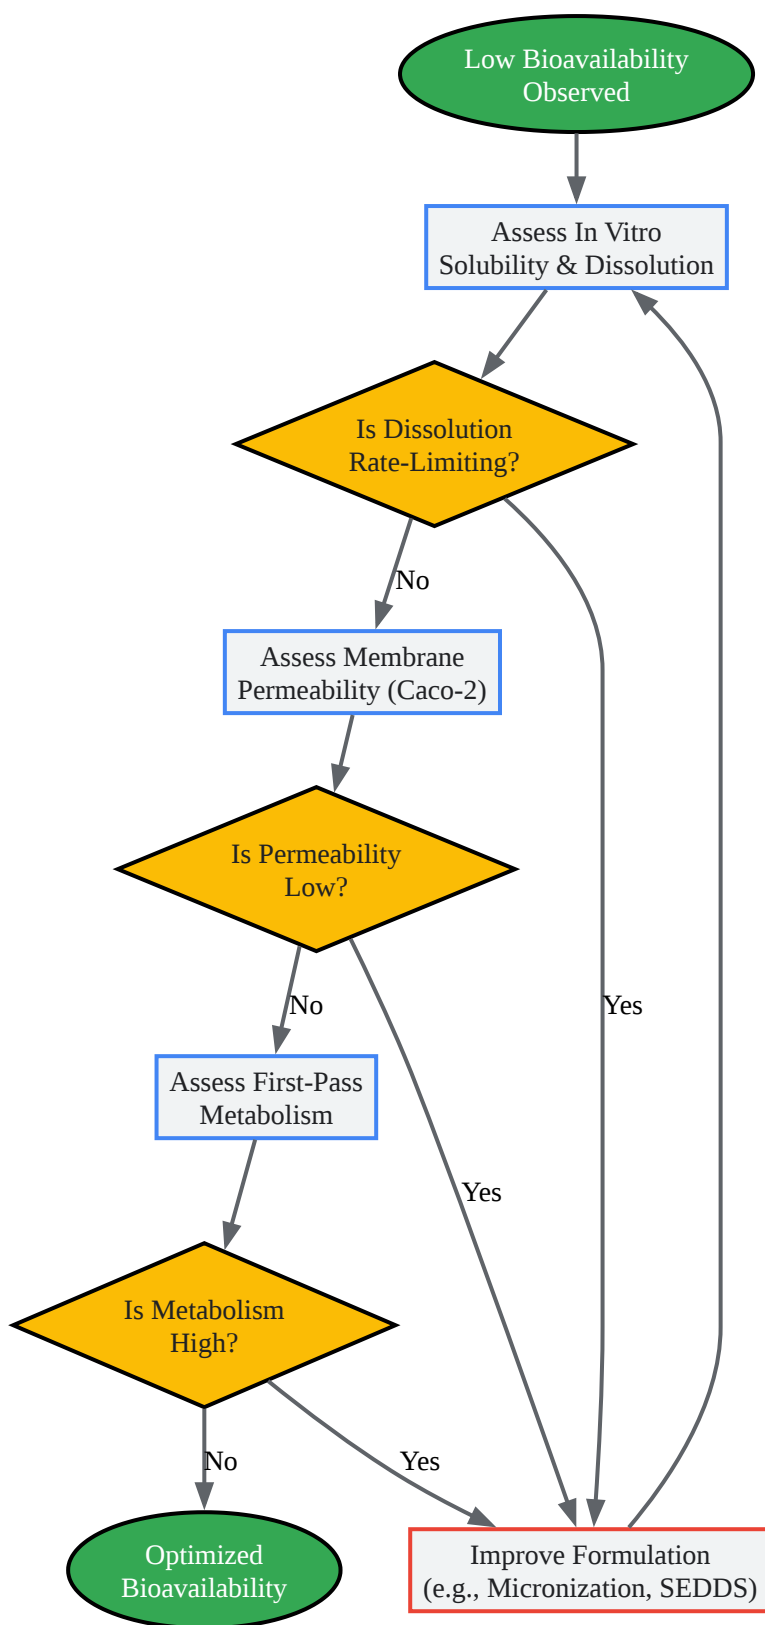 Low Bioavailability
Observed
Assess In Vitro
Solubility & Dissolution
Is Dissolution
Rate-Limiting?
No
Assess Membrane
Permeability (Caco-2)
Is Permeability
Low?
No
Yes
Assess First-Pass
Metabolism
Yes
Is Metabolism
High?
No
Yes
Optimized
Bioavailability
Improve Formulation
(e.g., Micronization, SEDDS)